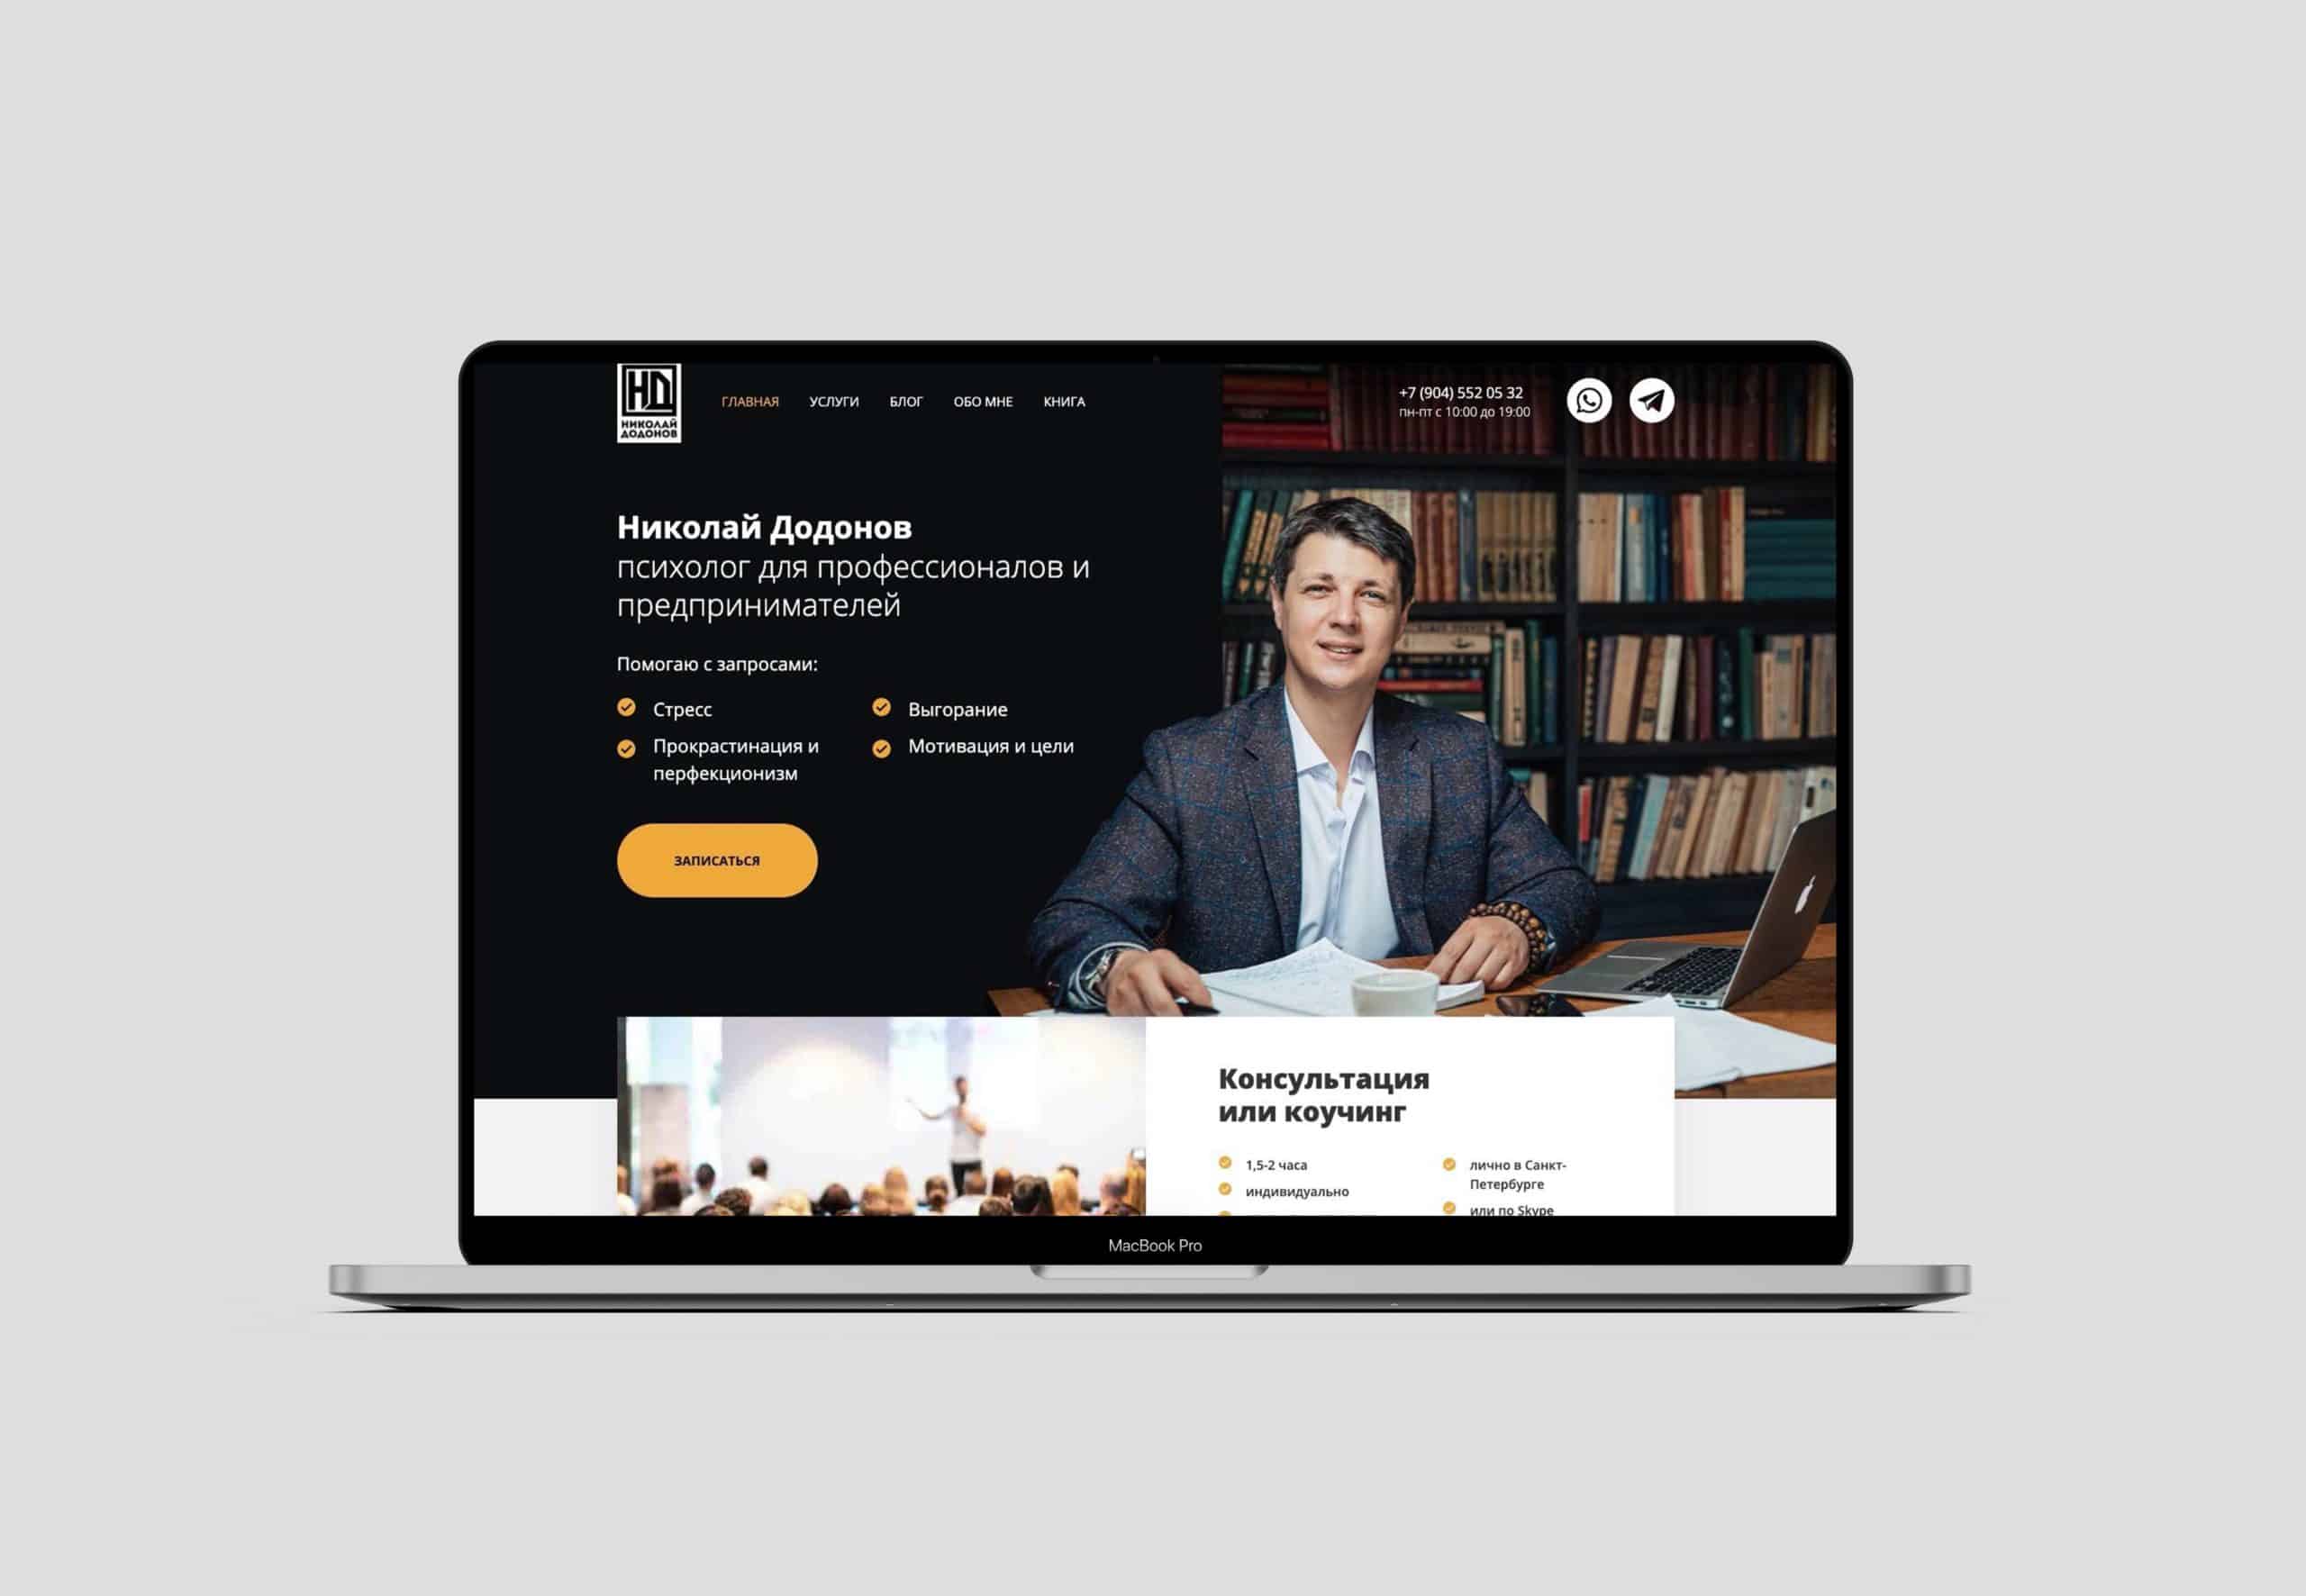 НД
НИКОЛАЙ
ДОДОНОВ
ГЛАВНАЯ УСЛУГИ БЛОГ ОБО МНЕ КНИГА
+7 (904) 552 05 32
пн-пт с 10:00 до 19:00
Николай Додонов
психолог для профессионалов и
предпринимателей
Помогаю с запросами:
Стресс
Выгорание
Прокрастинация и
перфекционизм
Мотивация и цели
ЗАПИСАТЬСЯ
Консультация
или коучинг
1,5-2 часа
индивидуально
лично в Санкт-
Петербурге
или по Skype
MacBook Pro